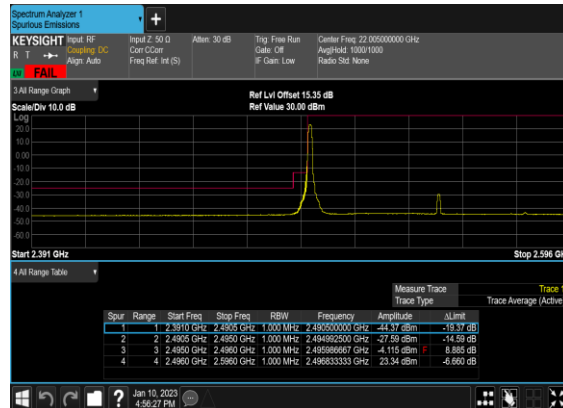 Spectrum Analyzer 1
Spurious Emissions
KEYSIGHT Input: RF Input Z: 50 Ω Atten: 30 dB Trig: Free Run Center Freq: 22.005000000 GHz
R T Coupling: DC Corr CCorr Gate: Off Avg|Hold: 1000/1000
Align: Auto Freq Ref: Int (S) IF Gain: Low Radio Std: None
FAIL
3 All Range Graph
Ref Lvl Offset 15.35 dB
Scale/Div 10.0 dB Ref Value 30.00 dBm
Log
20.0
10.0
0.00
-10.0
-20.0
-30.0
-40.0
-50.0
-60.0
Start 2.391 GHz Stop 2.596 GH
4 All Range Table
Measure Trace Trace 1
Trace Type Trace Average (Active
Spur Range Start Freq Stop Freq RBW Frequency Amplitude ΔLimit
1 1 2.3910 GHz 2.4905 GHz 1.000 MHz 2.490500000 GHz -44.37 dBm -19.37 dB
2 2 2.4905 GHz 2.4950 GHz 1.000 MHz 2.494992500 GHz -27.59 dBm -14.59 dB
3 3 2.4950 GHz 2.4960 GHz 1.000 MHz 2.495986667 GHz -4.115 dBm F 8.885 dB
4 4 2.4960 GHz 2.5960 GHz 1.000 MHz 2.496833333 GHz 23.34 dBm -6.660 dB
Jan 10, 2023
4:56:27 PM